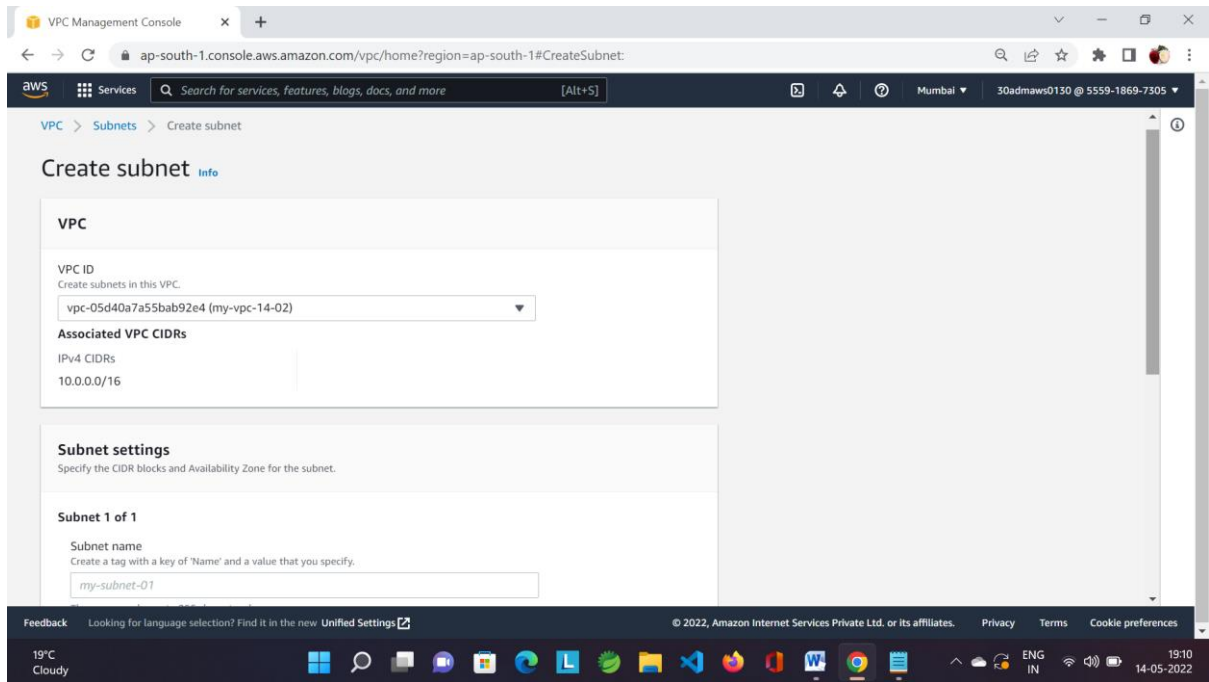 VPC Management Console
ap-south-1.console.aws.amazon.com/vpc/home?region=ap-south-1#CreateSubnet:
aws Services Search for services, features, blogs, docs, and more [Alt+S] Mumbai 30admaws0130 @ 5559-1869-7305
VPC > Subnets > Create subnet
Create subnet Info
VPC
VPC ID
Create subnets in this VPC.
vpc-05d40a7a55bab92e4 (my-vpc-14-02)
Associated VPC CIDRs
IPv4 CIDRs
10.0.0.0/16
Subnet settings
Specify the CIDR blocks and Availability Zone for the subnet.
Subnet 1 of 1
Subnet name
Create a tag with a key of 'Name' and a value that you specify.
my-subnet-01
Feedback Looking for language selection? Find it in the new Unified Settings © 2022, Amazon Internet Services Private Ltd. or its affiliates. Privacy Terms Cookie preferences
19°C
Cloudy
ENG
IN
19:10
14-05-2022